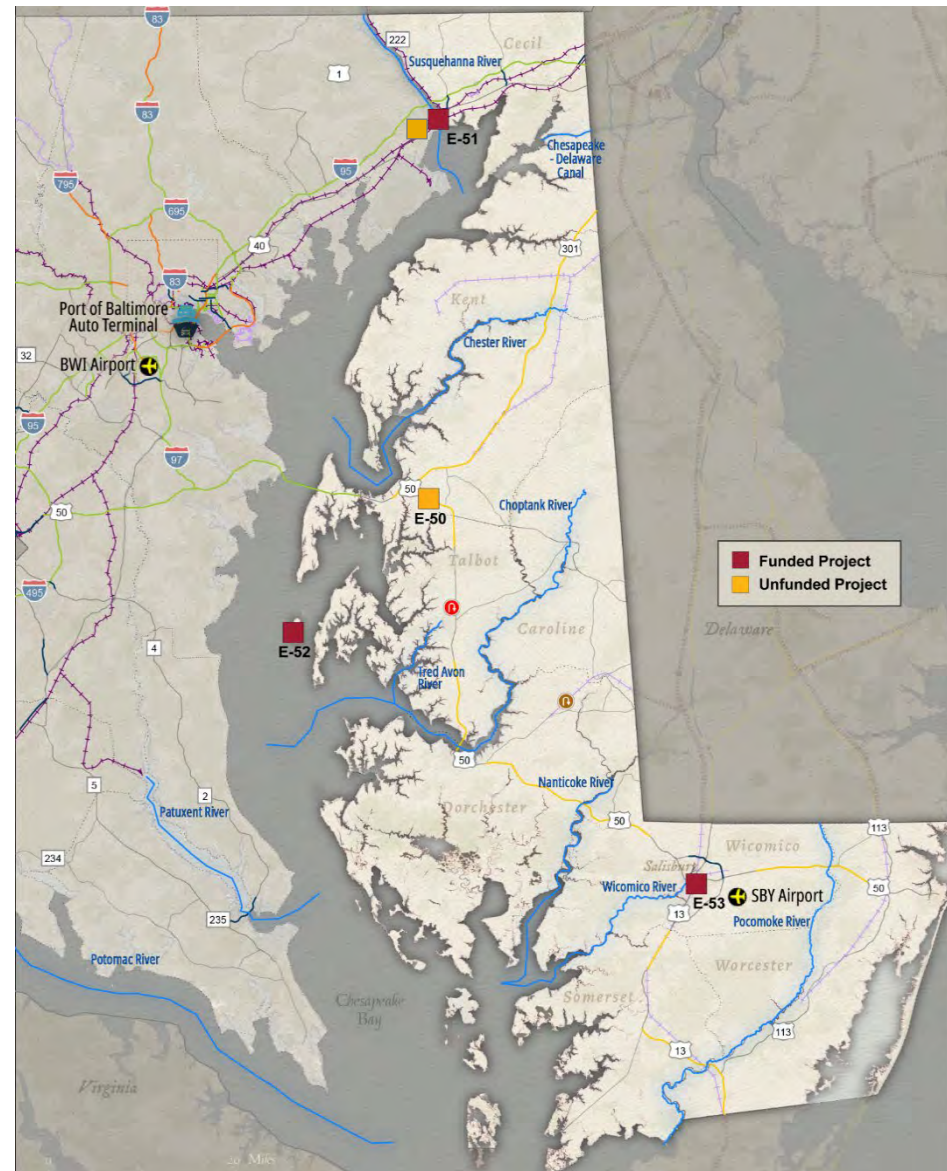 83
222
Cecil
Susquehanna River
1
E-51
83
Chesapeake
- Delaware
Canal
95
795
695
40
301
83
Kent
Port of Baltimore
Auto Terminal
Chester River
32
BWI Airport
95
97
50
50
E-50
Choptank River
Talbot
Funded Project
Unfunded Project
495
E-52
Caroline
Delaware
4
Tred Avon
River
50
5
2
Nanticoke River
Patuxent River
Dorchester
50
113
Wicomico
234
Salisbury
Wicomico River
50
E-53
SBY Airport
235
13
Pocomoke River
Potomac River
Worcester
Somerset
Chesapeake
Bay
113
13
Virginia
20 Miles